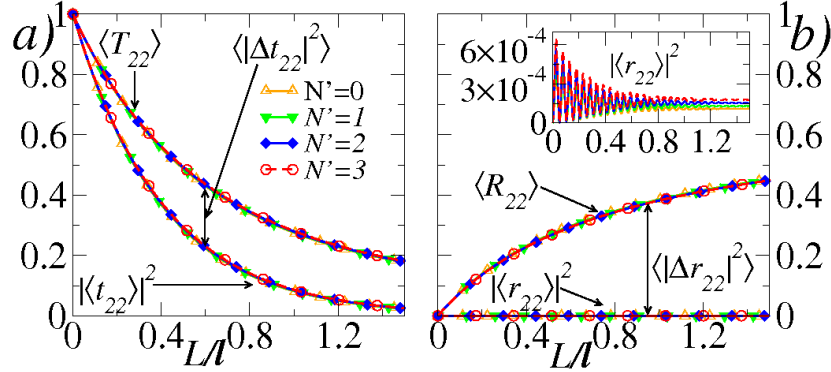 a)
1
0.8
0.6
0.4
0.2
0
0
0.4
0.8
1.2
L/l
⟨T₂₂⟩
⟨|Δt₂₂|²⟩
N'=0
N'=1
N'=2
N'=3
|⟨t₂₂⟩|²
b)
1
0.8
0.6
0.4
0.2
0
0
0.4
0.8
1.2
L/l
6×10⁻⁴
3×10⁻⁴
0
0
0.4
0.8
1.2
|⟨r₂₂⟩|²
⟨R₂₂⟩
⟨|Δr₂₂|²⟩
|⟨r₂₂⟩|²